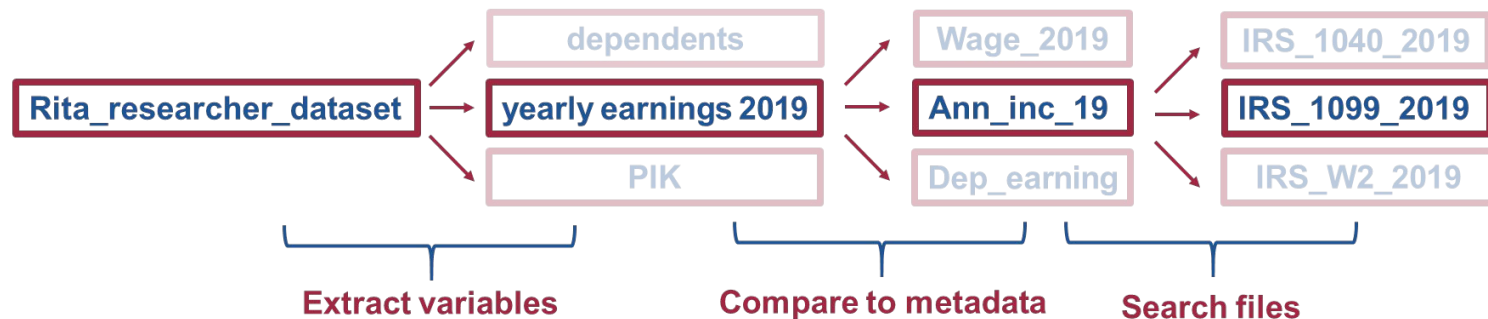 dependents
Wage_2019
IRS_1040_2019
Rita_researcher_dataset
yearly earnings 2019
Ann_inc_19
IRS_1099_2019
PIK
Dep_earning
IRS_W2_2019
Extract variables
Compare to metadata
Search files